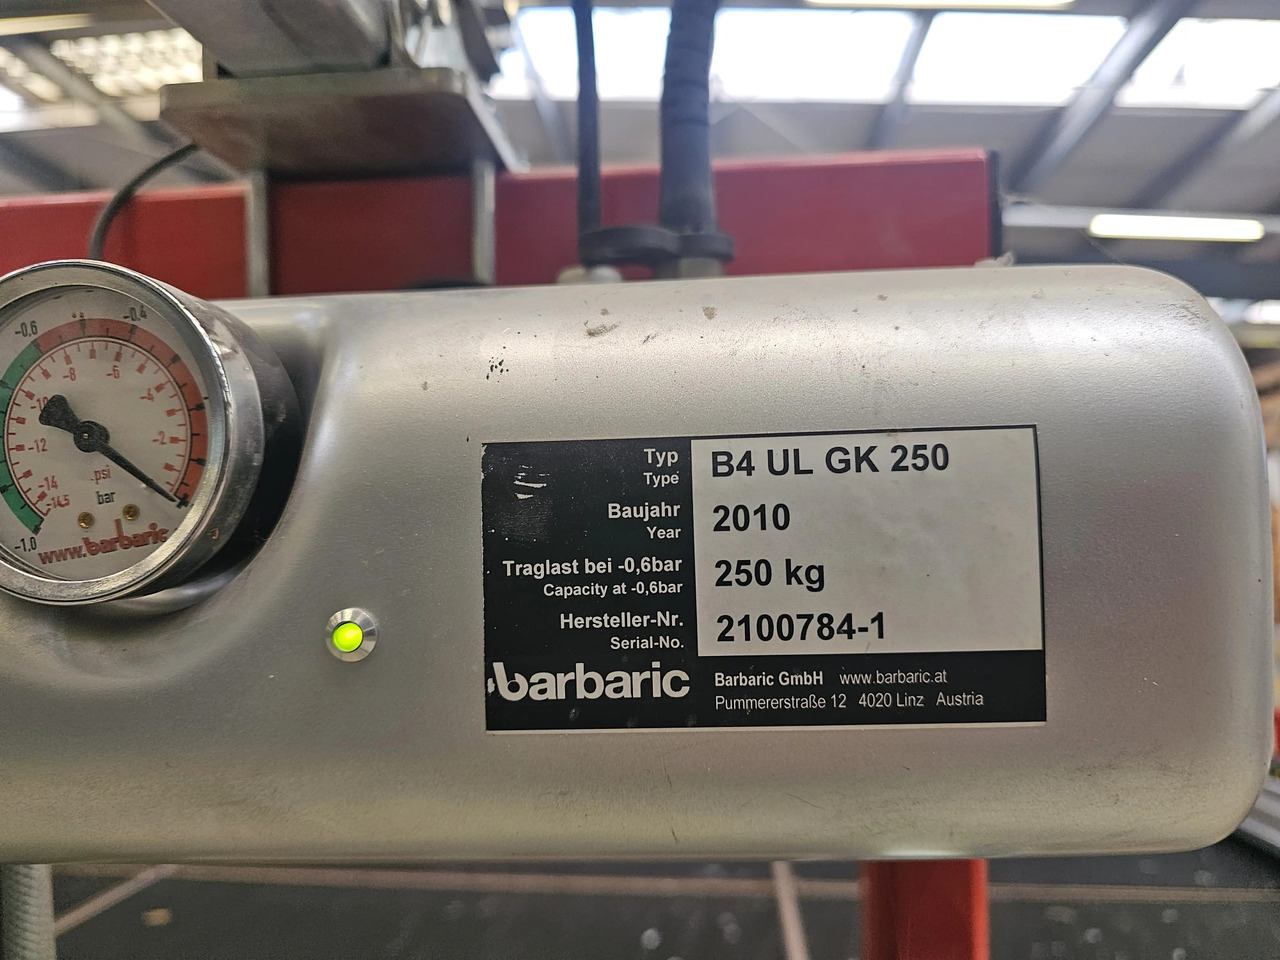 -0,6
-0,4
-8
-6
-10
-4
-12
-2
-14
-14.5
psi
bar
-1,0
www.barbaric
Typ
Type
B4 UL GK 250
Baujahr
Year
2010
Traglast bei -0,6bar
Capacity at -0,6bar
250 kg
Hersteller-Nr.
Serial-No.
2100784-1
barbaric
Barbaric GmbH www.barbaric.at
Pummererstraße 12 4020 Linz Austria